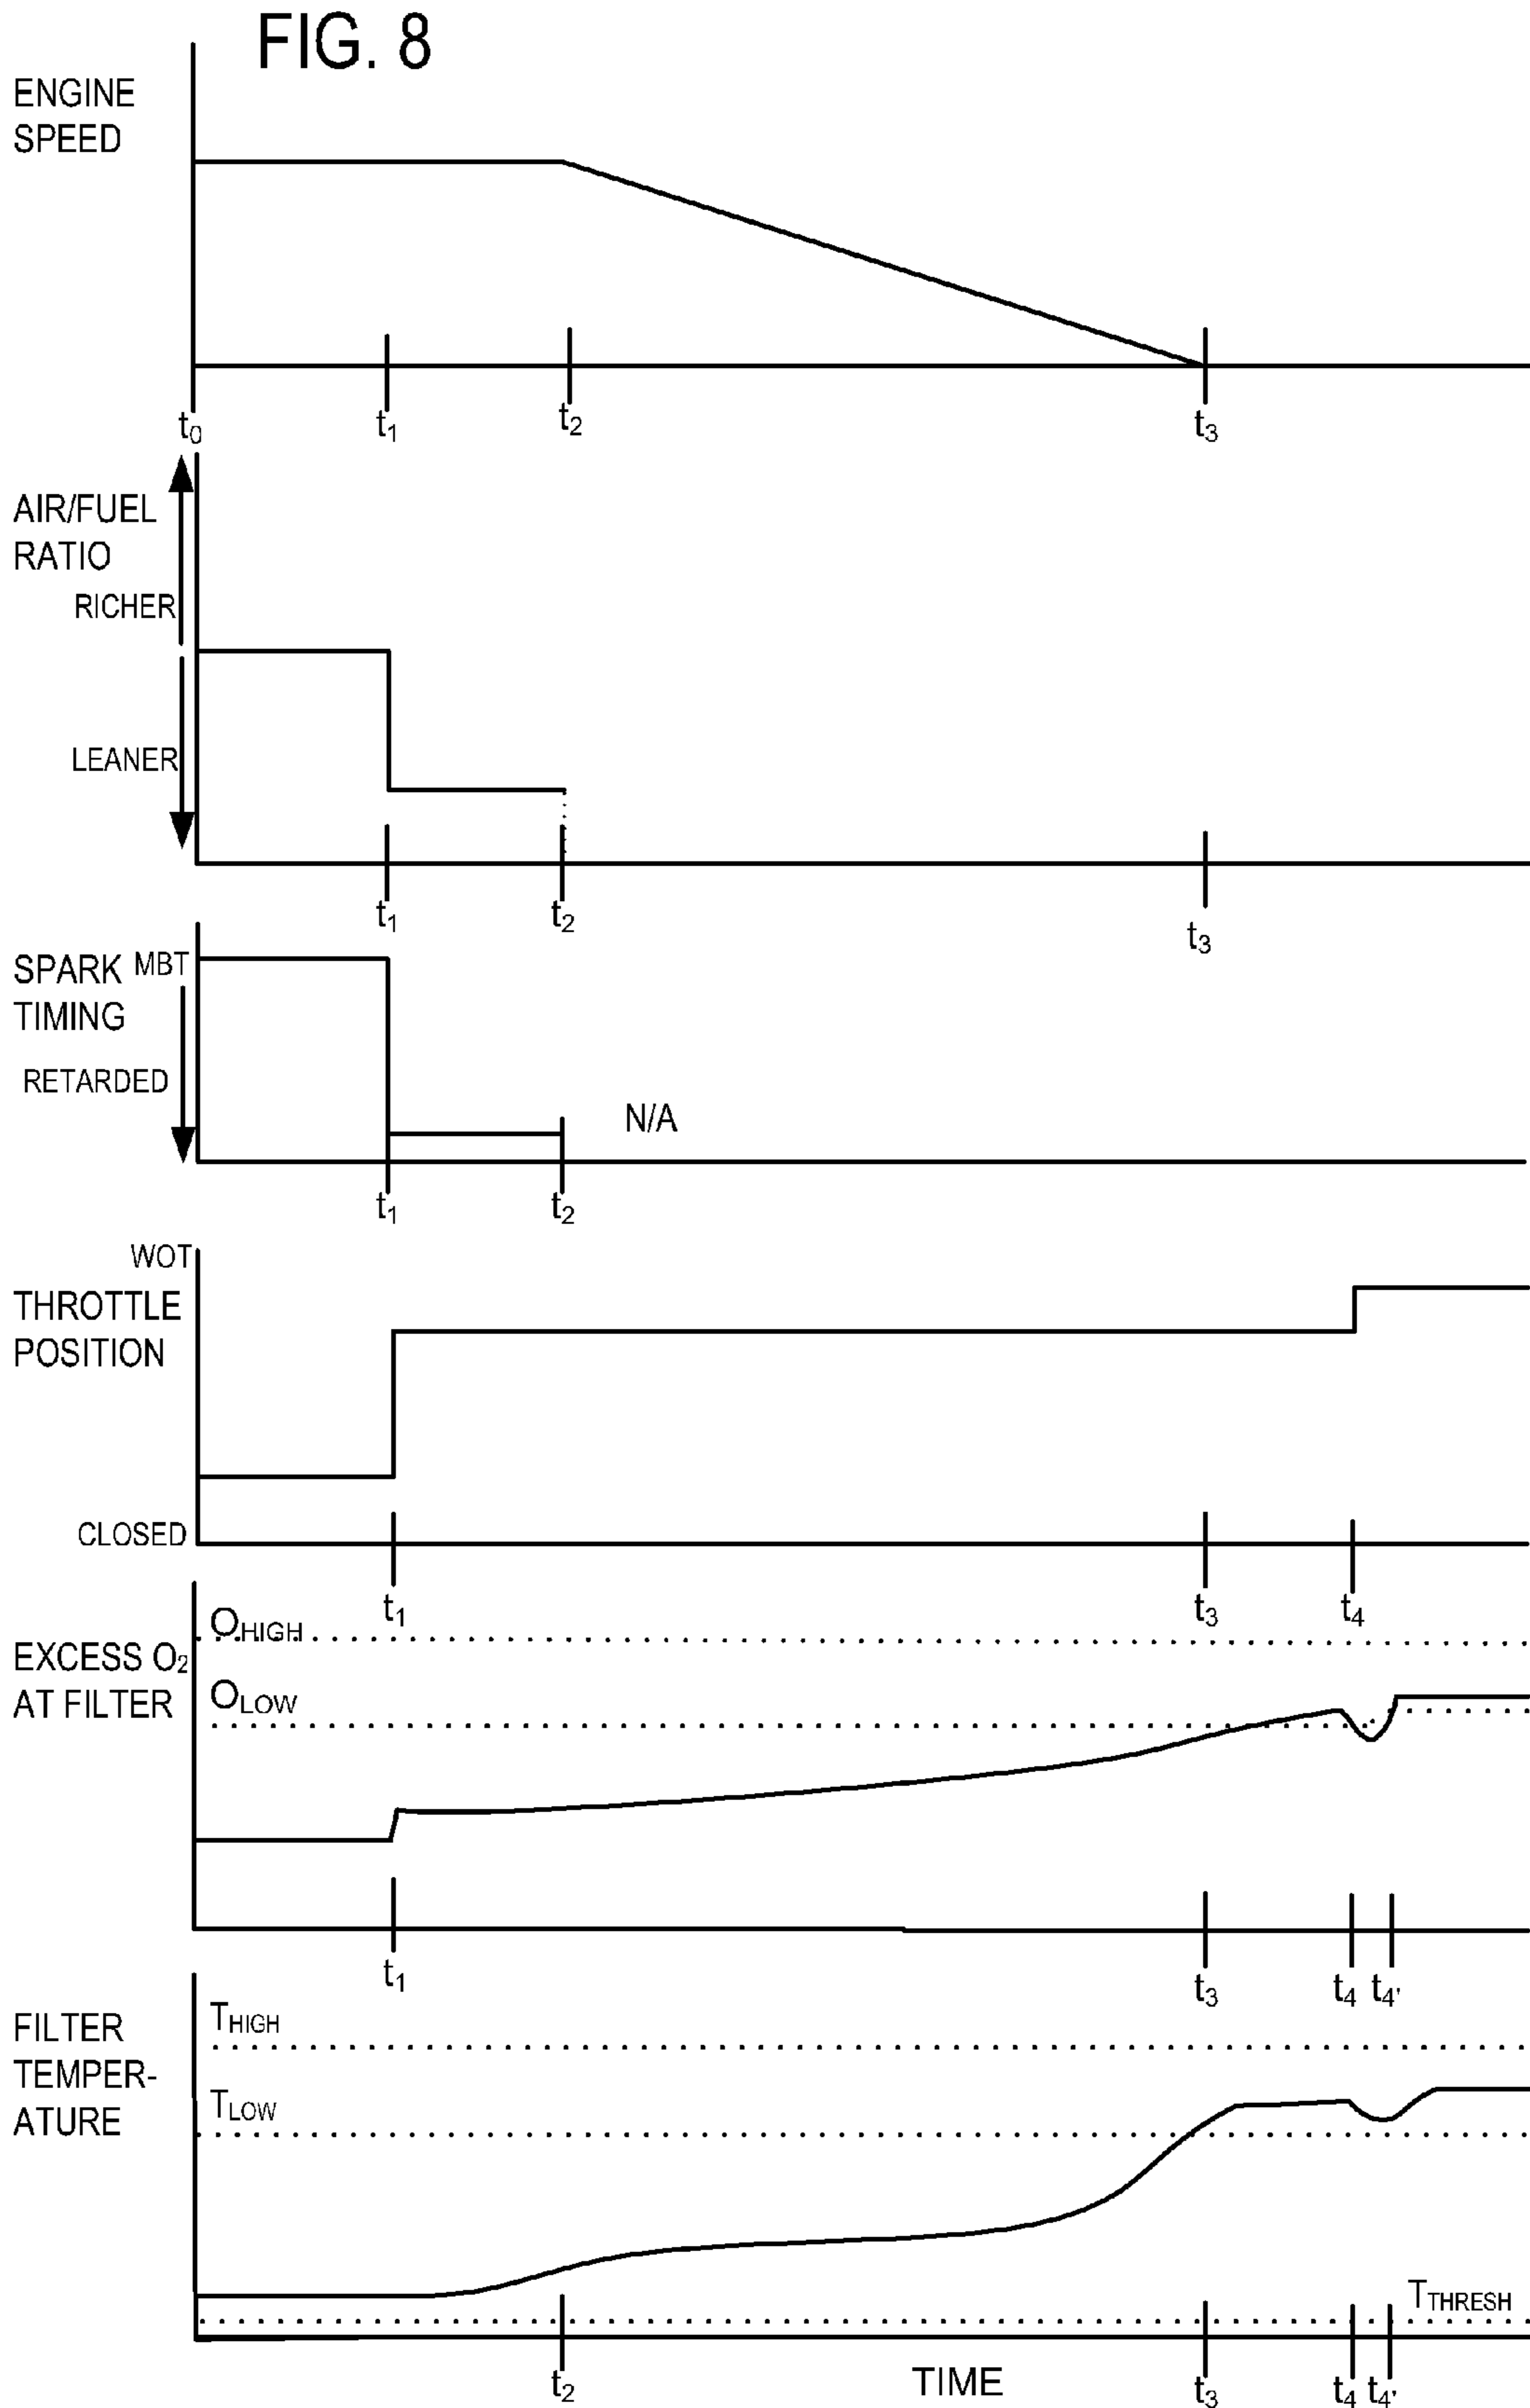 FIG. 8
ENGINE
SPEED
t0
t1
t2
t3
AIR/FUEL
RATIO
RICHER
LEANER
t1
t2
t3
SPARK
TIMING
MBT
RETARDED
N/A
t1
t2
WOT
THROTTLE
POSITION
CLOSED
t1
t3
t4
EXCESS O2
AT FILTER
OHIGH
OLOW
t1
t3
t4
t4'
FILTER
TEMPER-
ATURE
THIGH
TLOW
TTHRESH
t2
TIME
t3
t4
t4'